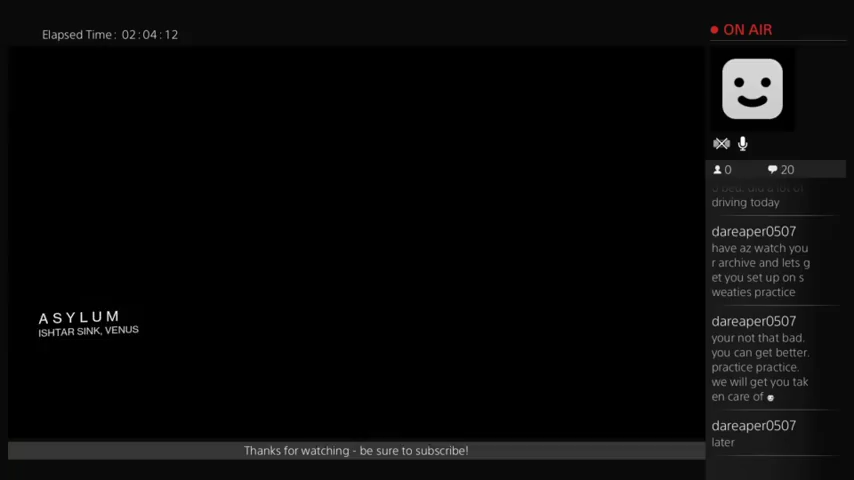 Elapsed Time: 02:04:12
ON AIR
0 20
driving today
dareaper0507
have az watch you
r archive and lets g
et you set up on s
weaties practice
dareaper0507
your not that bad.
you can get better.
practice practice.
we will get you tak
en care of
dareaper0507
later
ASYLUM
ISHTAR SINK, VENUS
Thanks for watching - be sure to subscribe!